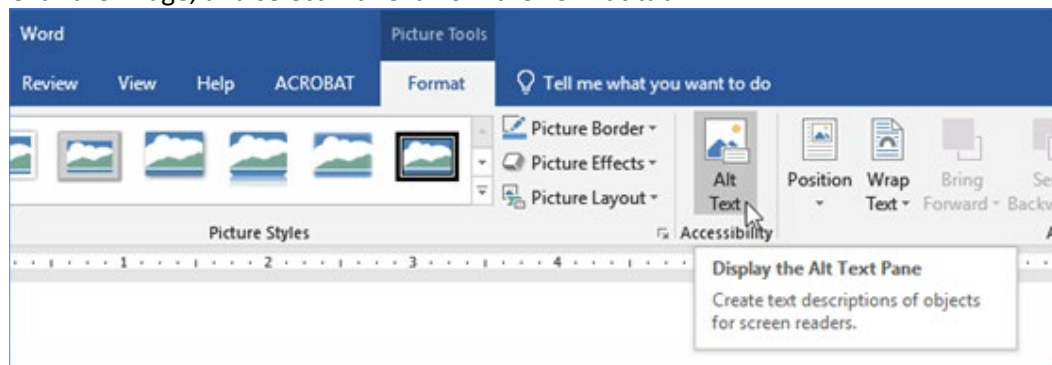 Word
Picture Tools
Review View Help ACROBAT Format Tell me what you want to do
Picture Border
Picture Effects
Picture Layout
Alt Text
Position
Wrap Text
Bring Forward
Picture Styles
Accessibility
1 2 3 4
Display the Alt Text Pane
Create text descriptions of objects
for screen readers.